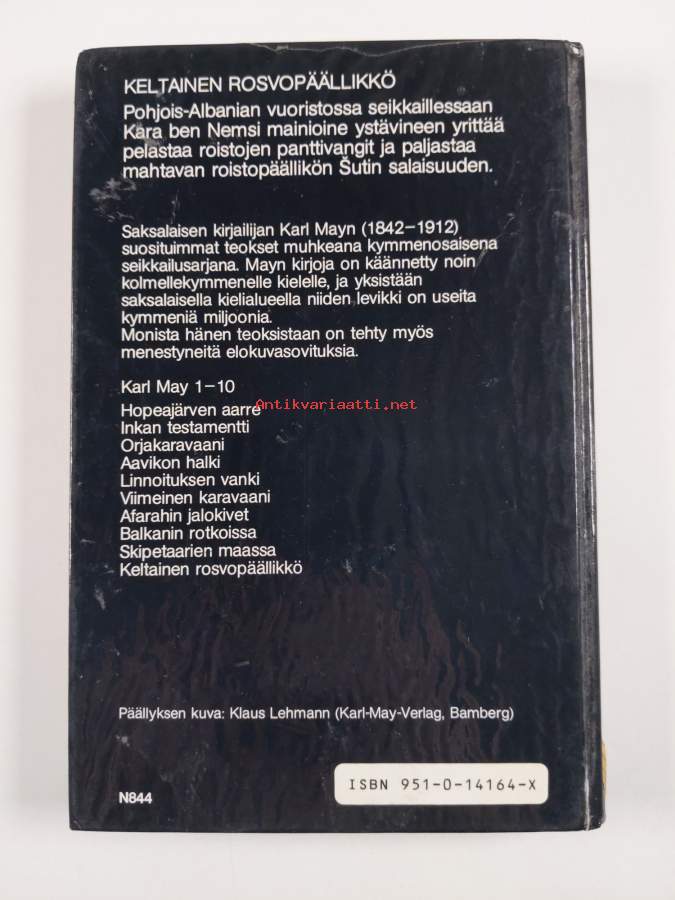 KELTAINEN ROSVOPÄÄLLIKKÖ
Pohjois-Albanian vuoristossa seikkaillessaan
Kara ben Nemsi mainioine ystävineen yrittää
pelastaa roistojen panttivangit ja paljastaa
mahtavan roistopäällikön Šutin salaisuuden.
Saksalaisen kirjailijan Karl Mayn (1842–1912)
suosituimmat teokset muhkeana kymmenosaisena
seikkailusarjana. Mayn kirjoja on käännetty noin
kolmellekymmenelle kielelle, ja yksistään
saksalaisella kielialueella niiden levikki on useita
kymmeniä miljoonia.
Monista hänen teoksistaan on tehty myös
menestyneitä elokuvasovituksia.
Karl May 1–10
Hopeajärven aarre
Antikvariaatti.net
Inkan testamentti
Orjakaravaani
Aavikon halki
Linnoituksen vanki
Viimeinen karavaani
Afarahin jalokivet
Balkanin rotkoissa
Skipetaarien maassa
Keltainen rosvopäällikkö
Päällyksen kuva: Klaus Lehmann (Karl-May-Verlag, Bamberg)
ISBN 951-0-14164-X
N844